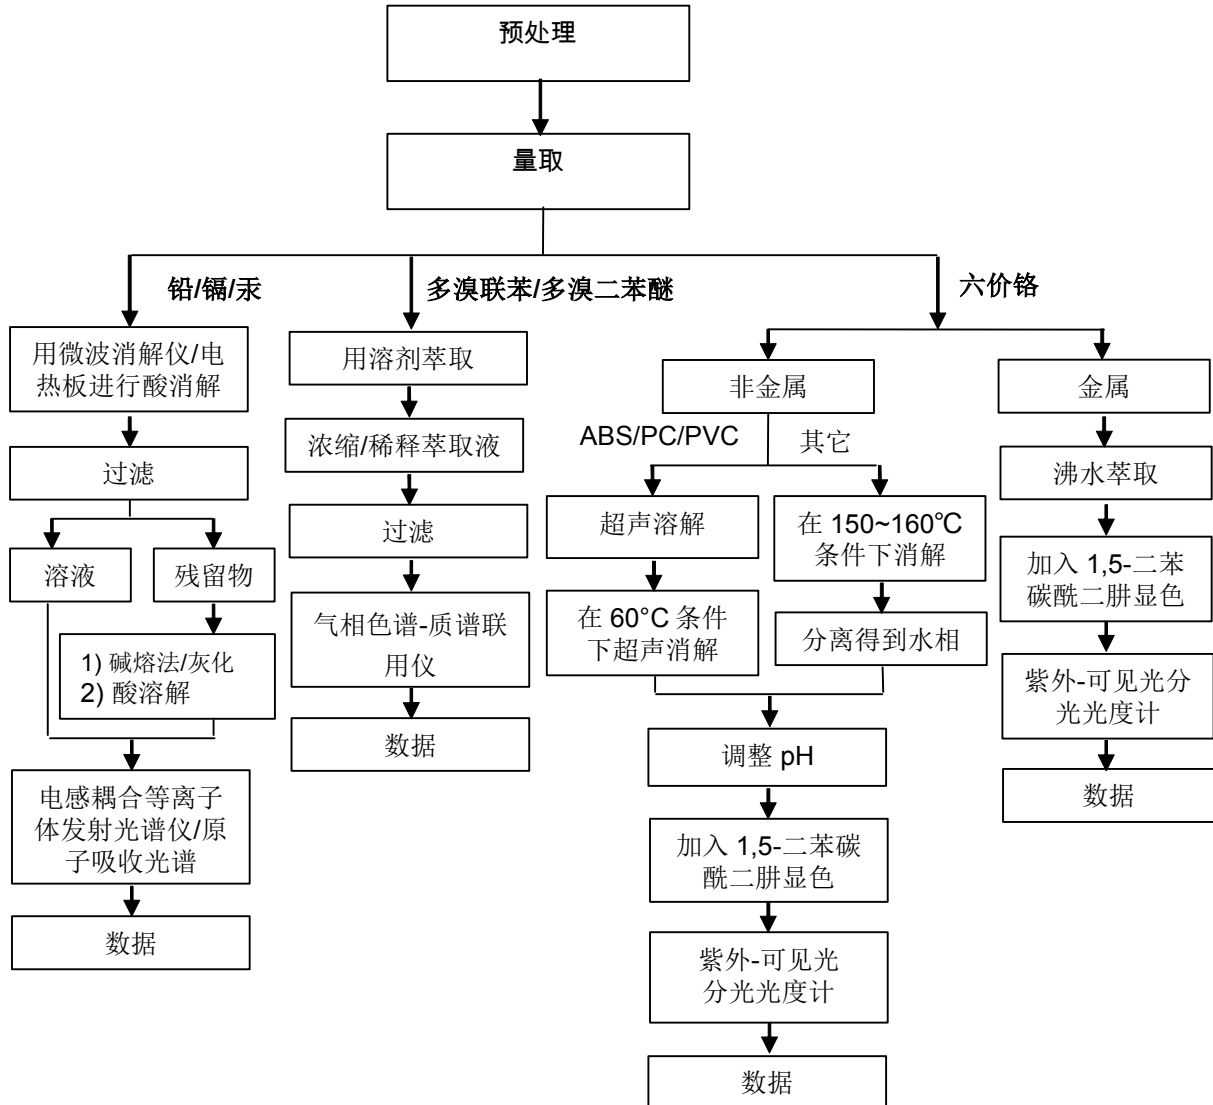 预处理
量取
铅/镉/汞
多溴联苯/多溴二苯醚
六价铬
用微波消解仪/电
热板进行酸消解
过滤
溶液
残留物
1) 碱熔法/灰化
2) 酸溶解
电感耦合等离子
体发射光谱仪/原
子吸收光谱
数据
用溶剂萃取
浓缩/稀释萃取液
过滤
气相色谱-质谱联
用仪
数据
非金属
ABS/PC/PVC
其它
超声溶解
在 60°C 条件
下超声消解
在 150~160℃
条件下消解
分离得到水相
调整 pH
加入 1,5-二苯碳
酰二肼显色
紫外-可见光
分光光度计
数据
金属
沸水萃取
加入 1,5-二苯
碳酰二肼显色
紫外-可见光分
光光度计
数据